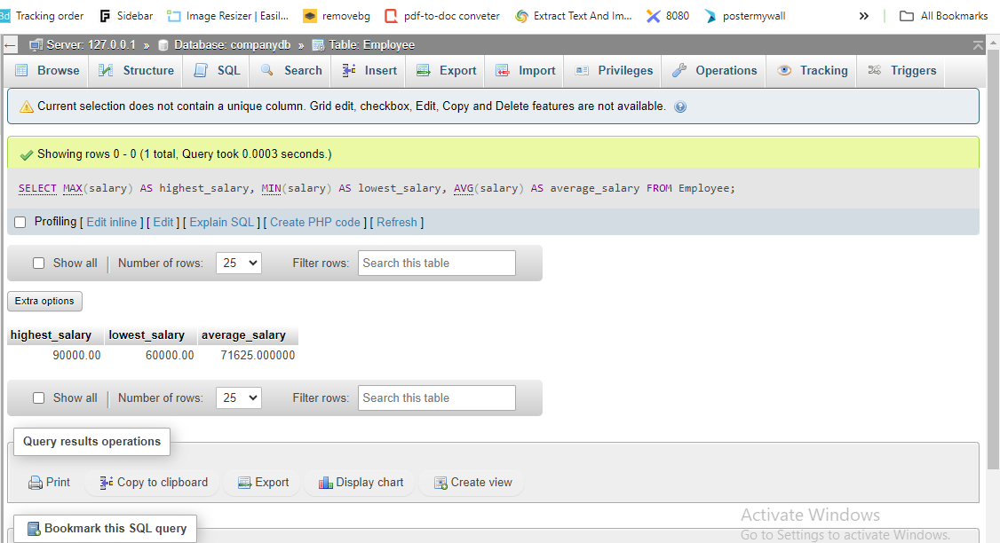 Bd Tracking order Sidebar Image Resizer | Easil... removebg pdf-to-doc conveter Extract Text And Im... 8080 postermywall » All Bookmarks
Server: 127.0.0.1 » Database: companydb » Table: Employee
Browse Structure SQL Search Insert Export Import Privileges Operations Tracking Triggers
Current selection does not contain a unique column. Grid edit, checkbox, Edit, Copy and Delete features are not available.
Showing rows 0 - 0 (1 total, Query took 0.0003 seconds.)
SELECT MAX(salary) AS highest_salary, MIN(salary) AS lowest_salary, AVG(salary) AS average_salary FROM Employee;
Profiling [ Edit inline ] [ Edit ] [ Explain SQL ] [ Create PHP code ] [ Refresh ]
Show all | Number of rows: 25 Filter rows: Search this table
Extra options
highest_salary lowest_salary average_salary
90000.00 60000.00 71625.000000
Show all | Number of rows: 25 Filter rows: Search this table
Query results operations
Print Copy to clipboard Export Display chart Create view
Activate Windows
Bookmark this SQL query
Go to Settings to activate Windows.